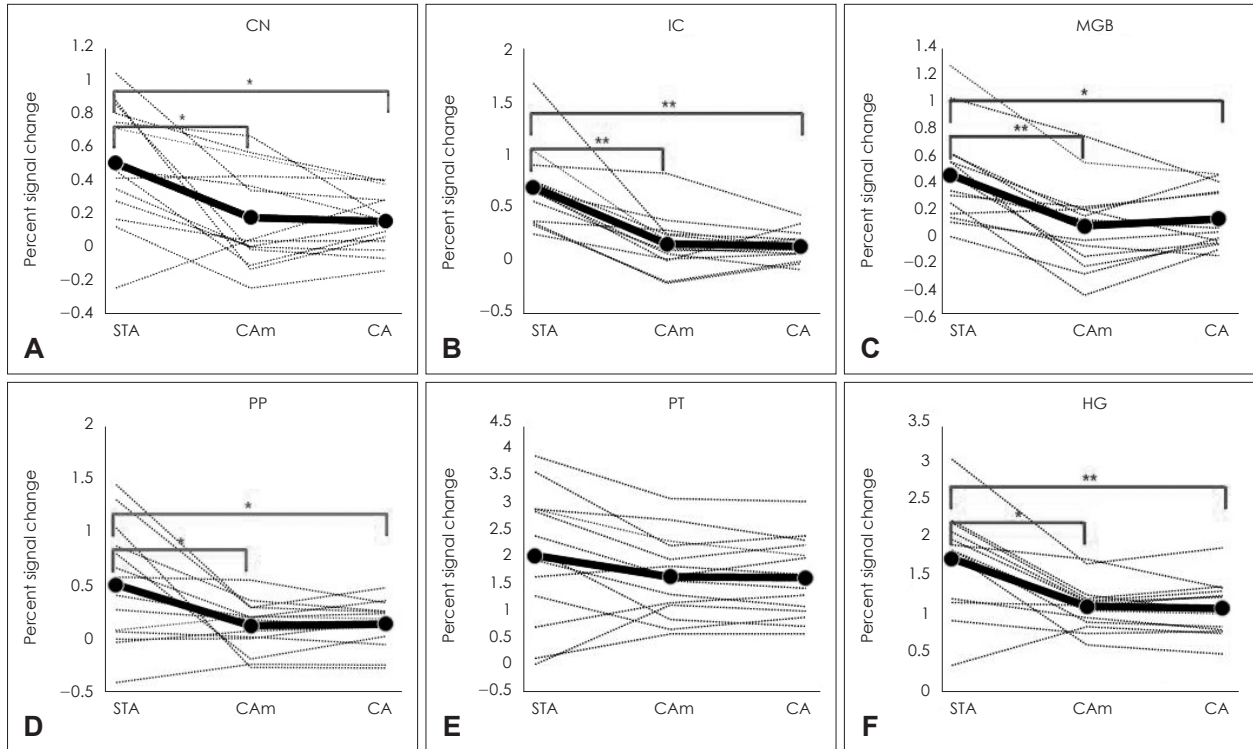 CN
Percent signal change
1.2
1
0.8
0.6
0.4
0.2
0
−0.2
−0.4
*
*
STA CAm CA
A
IC
Percent signal change
2
1.5
1
0.5
0
−0.5
**
**
STA CAm CA
B
MGB
Percent signal change
1.4
1.2
1
0.8
0.6
0.4
0.2
0
−0.2
−0.4
−0.6
*
**
STA CAm CA
C
PP
Percent signal change
2
1.5
1
0.5
0
−0.5
*
*
STA CAm CA
D
PT
Percent signal change
4.5
4
3.5
3
2.5
2
1.5
1
0.5
0
−0.5
STA CAm CA
E
HG
Percent signal change
3.5
3
2.5
2
1.5
1
0.5
0
**
*
STA CAm CA
F